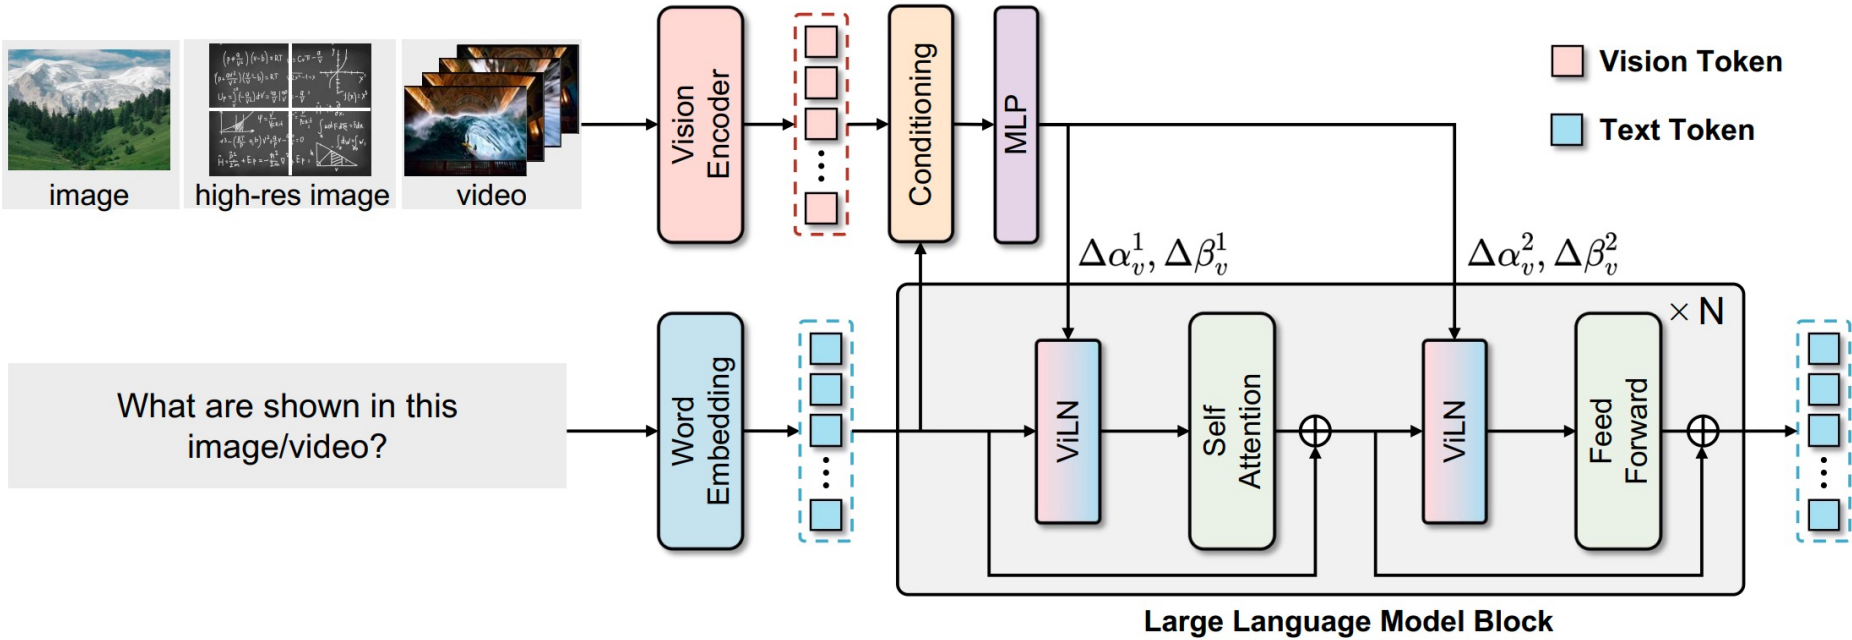 image
high-res image
video
Vision
Encoder
Conditioning
MLP
Vision Token
Text Token
Δα¹ᵥ, Δβ¹ᵥ
Δα²ᵥ, Δβ²ᵥ
× N
What are shown in this
image/video?
Word
Embedding
ViLN
Self
Attention
ViLN
Feed
Forward
Large Language Model Block